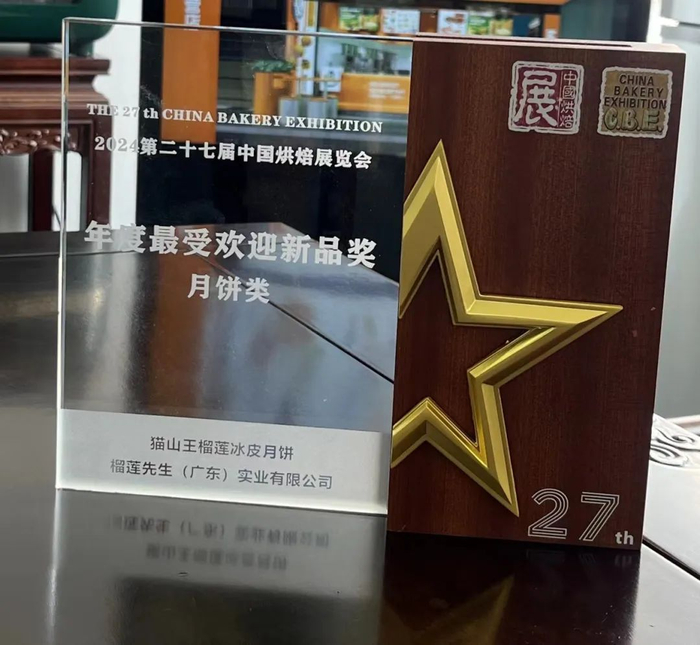 THE 27 th CHINA BAKERY EXHIBITION
2024第二十七届中国烘焙展览会
年度最受欢迎新品奖
月饼类
猫山王榴莲冰皮月饼
榴莲先生（广东）实业有限公司
展
中國烘焙
CHINA
BAKERY
EXHIBITION
C.B.E.
27th